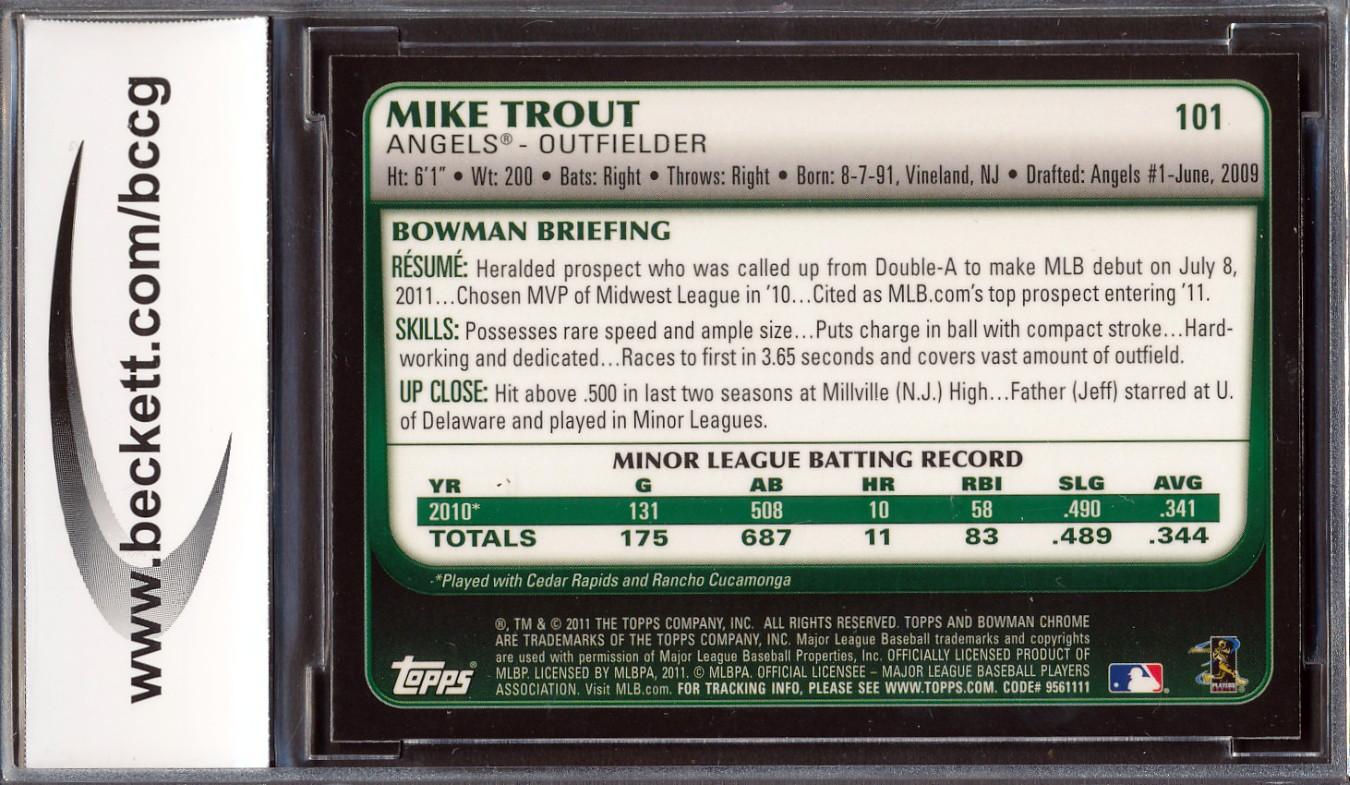 www.beckett.com/bccg
MIKE TROUT
101
ANGELS® - OUTFIELDER
Ht: 6'1" • Wt: 200 • Bats: Right • Throws: Right • Born: 8-7-91, Vineland, NJ • Drafted: Angels #1-June, 2009
BOWMAN BRIEFING
RÉSUMÉ: Heralded prospect who was called up from Double-A to make MLB debut on July 8,
2011...Chosen MVP of Midwest League in '10...Cited as MLB.com's top prospect entering '11.
SKILLS: Possesses rare speed and ample size...Puts charge in ball with compact stroke...Hard-
working and dedicated...Races to first in 3.65 seconds and covers vast amount of outfield.
UP CLOSE: Hit above .500 in last two seasons at Millville (N.J.) High...Father (Jeff) starred at U.
of Delaware and played in Minor Leagues.
MINOR LEAGUE BATTING RECORD
YR G AB HR RBI SLG AVG
2010* 131 508 10 58 .490 .341
TOTALS 175 687 11 83 .489 .344
*Played with Cedar Rapids and Rancho Cucamonga
®, TM & © 2011 THE TOPPS COMPANY, INC. ALL RIGHTS RESERVED. TOPPS AND BOWMAN CHROME
ARE TRADEMARKS OF THE TOPPS COMPANY, INC. Major League Baseball trademarks and copyrights
are used with permission of Major League Baseball Properties, Inc. OFFICIALLY LICENSED PRODUCT OF
MLBP. LICENSED BY MLBPA, 2011. © MLBPA. OFFICIAL LICENSEE – MAJOR LEAGUE BASEBALL PLAYERS
ASSOCIATION. Visit MLB.com. FOR TRACKING INFO, PLEASE SEE WWW.TOPPS.COM. CODE# 9561111
Topps®
PLAYERS